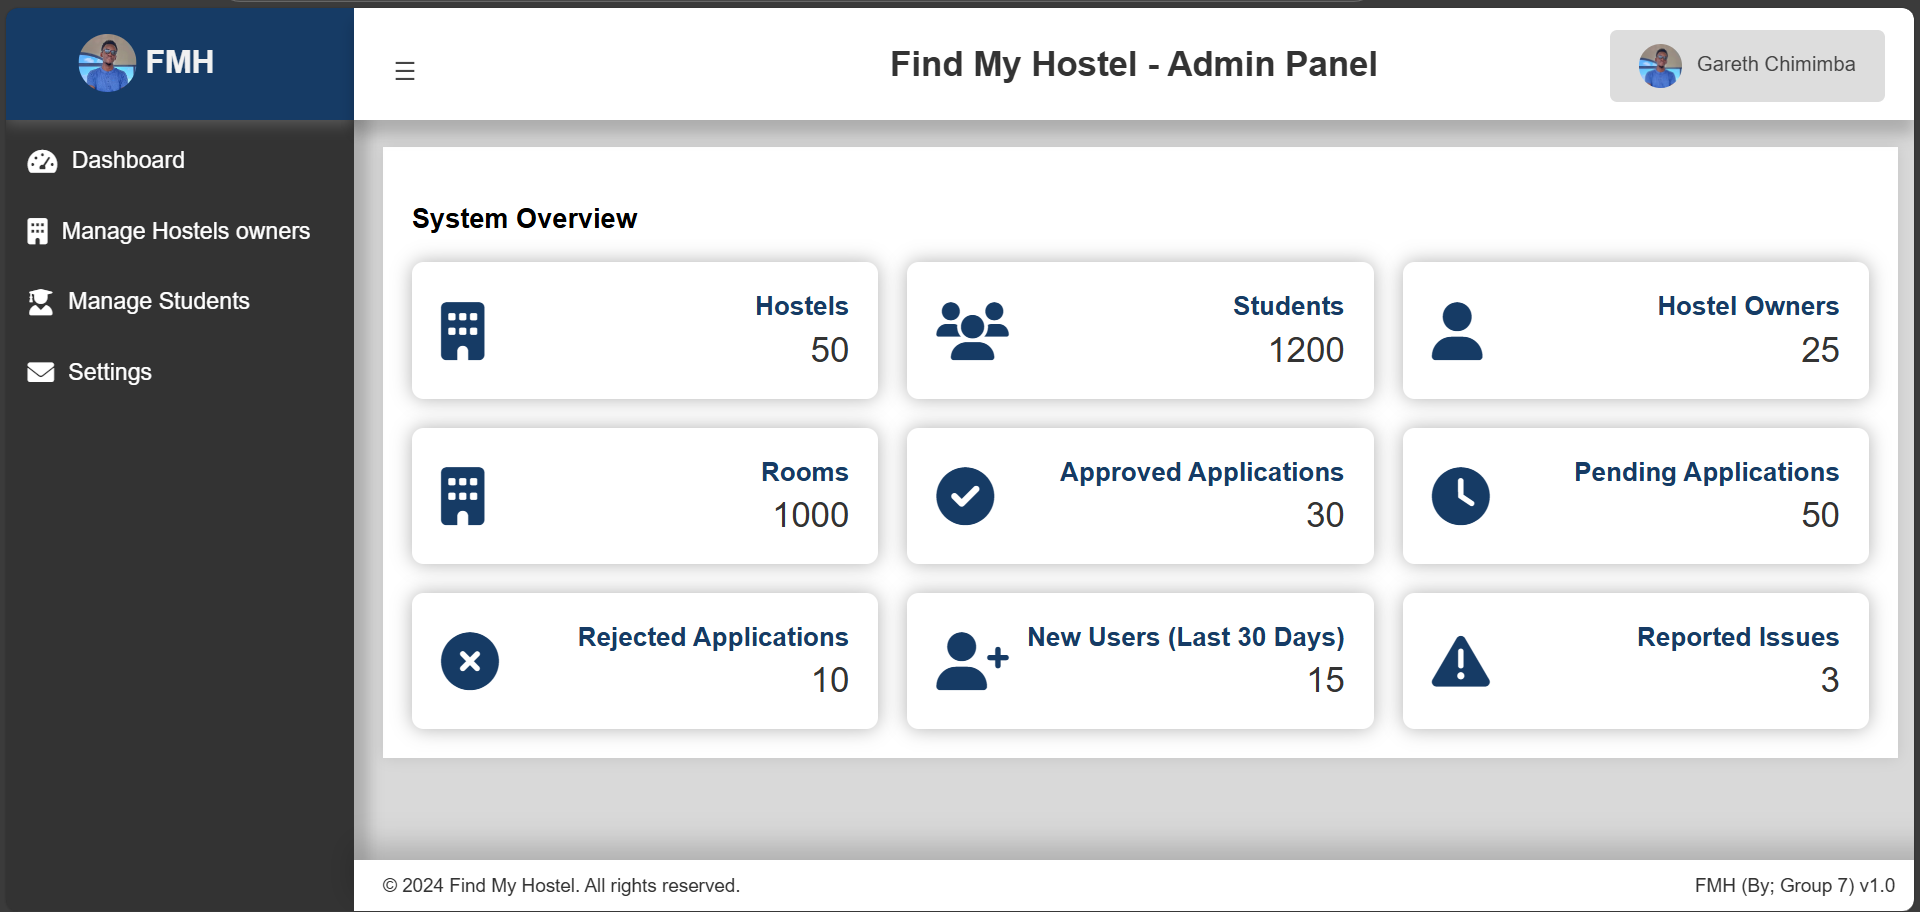 FMH
Find My Hostel - Admin Panel
Gareth Chimimba
Dashboard
Manage Hostels owners
Manage Students
Settings
System Overview
Hostels
50
Students
1200
Hostel Owners
25
Rooms
1000
Approved Applications
30
Pending Applications
50
Rejected Applications
10
New Users (Last 30 Days)
15
Reported Issues
3
© 2024 Find My Hostel. All rights reserved.
FMH (By; Group 7) v1.0